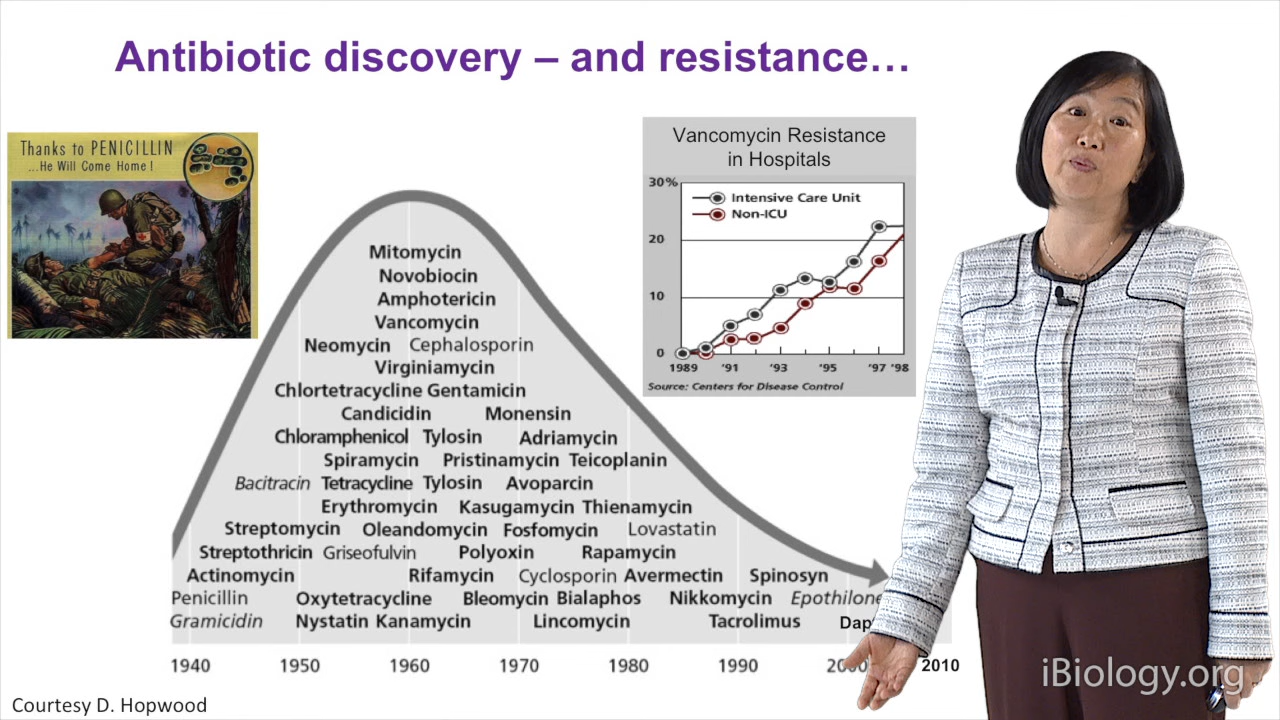 Antibiotic discovery – and resistance…
Thanks to PENICILLIN
...He Will Come Home !
Vancomycin Resistance
in Hospitals
30%
Intensive Care Unit
Non-ICU
20
10
0
1989 '91 '93 '95 '97 '98
Source: Centers for Disease Control
Mitomycin
Novobiocin
Amphotericin
Vancomycin
Neomycin Cephalosporin
Virginiamycin
Chlortetracycline Gentamicin
Candicidin Monensin
Chloramphenicol Tylosin Adriamycin
Spiramycin Pristinamycin Teicoplanin
Bacitracin Tetracycline Tylosin Avoparcin
Erythromycin Kasugamycin Thienamycin
Streptomycin Oleandomycin Fosfomycin Lovastatin
Streptothricin Griseofulvin Polyoxin Rapamycin
Actinomycin Rifamycin Cyclosporin Avermectin Spinosyn
Penicillin Oxytetracycline Bleomycin Bialaphos Nikkomycin Epothilone
Gramicidin Nystatin Kanamycin Lincomycin Tacrolimus Dap
1940 1950 1960 1970 1980 1990 2000 2010
Courtesy D. Hopwood
iBiology.org